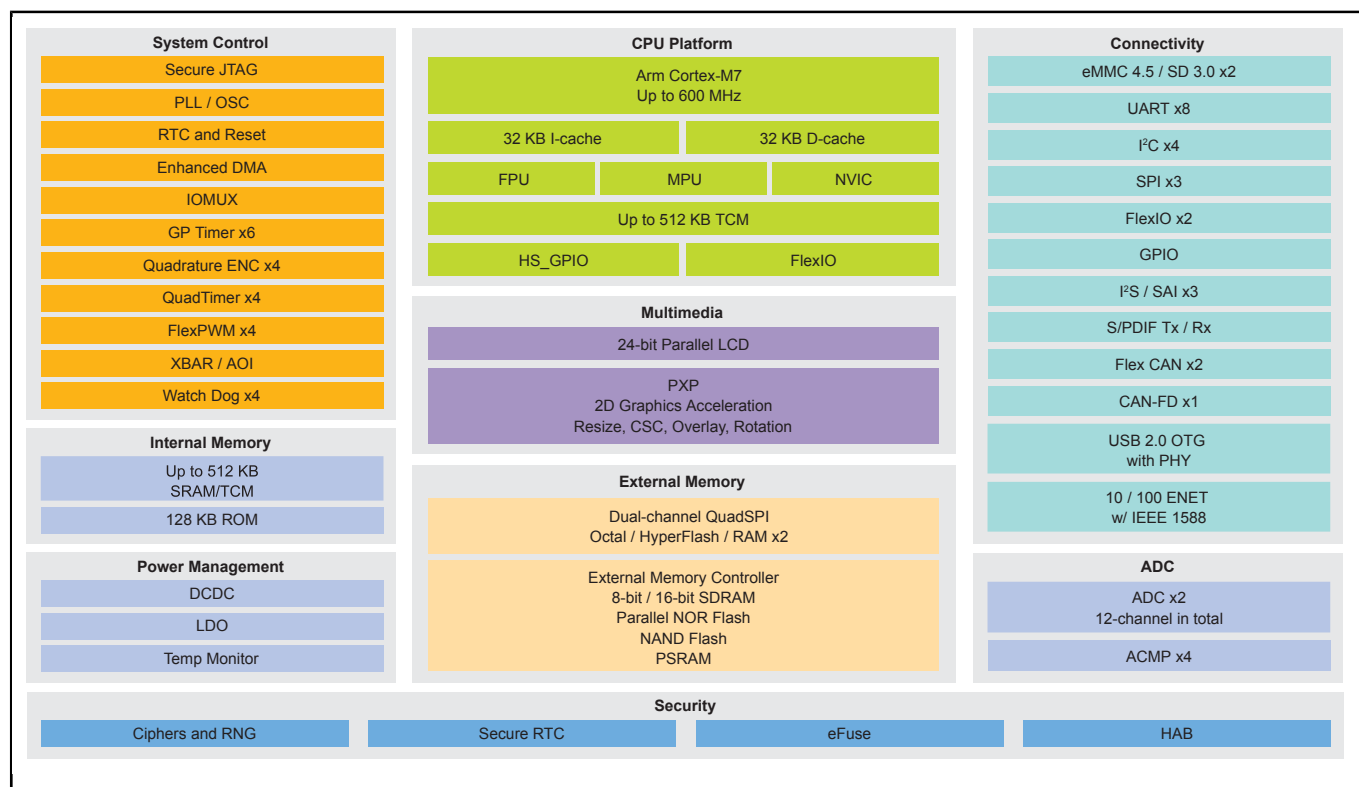 System Control
Secure JTAG
PLL / OSC
RTC and Reset
Enhanced DMA
IOMUX
GP Timer x6
Quadrature ENC x4
QuadTimer x4
FlexPWM x4
XBAR / AOI
Watch Dog x4
Internal Memory
Up to 512 KB
SRAM/TCM
128 KB ROM
Power Management
DCDC
LDO
Temp Monitor
CPU Platform
Arm Cortex-M7
Up to 600 MHz
32 KB I-cache
32 KB D-cache
FPU
MPU
NVIC
Up to 512 KB TCM
HS_GPIO
FlexIO
Multimedia
24-bit Parallel LCD
PXP
2D Graphics Acceleration
Resize, CSC, Overlay, Rotation
External Memory
Dual-channel QuadSPI
Octal / HyperFlash / RAM x2
External Memory Controller
8-bit / 16-bit SDRAM
Parallel NOR Flash
NAND Flash
PSRAM
Connectivity
eMMC 4.5 / SD 3.0 x2
UART x8
I²C x4
SPI x3
FlexIO x2
GPIO
I²S / SAI x3
S/PDIF Tx / Rx
Flex CAN x2
CAN-FD x1
USB 2.0 OTG
with PHY
10 / 100 ENET
w/ IEEE 1588
ADC
ADC x2
12-channel in total
ACMP x4
Security
Ciphers and RNG
Secure RTC
eFuse
HAB